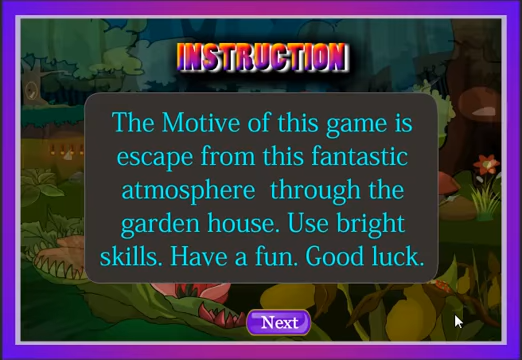 INSTRUCTION
The Motive of this game is
escape from this fantastic
atmosphere through the
garden house. Use bright
skills. Have a fun. Good luck.
Next